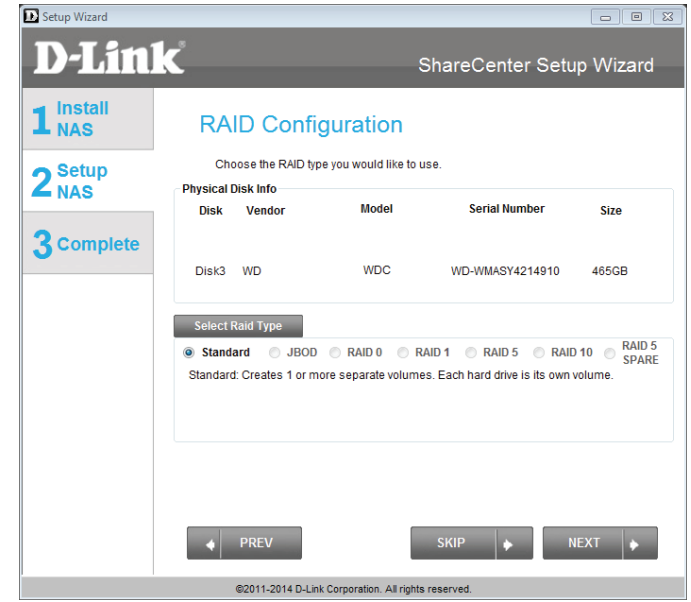 Setup Wizard
D-Link®
ShareCenter Setup Wizard
1 Install NAS
2 Setup NAS
3 Complete
RAID Configuration
Choose the RAID type you would like to use.
Physical Disk Info
Disk Vendor Model Serial Number Size
Disk3 WD WDC WD-WMASY4214910 465GB
Select Raid Type
Standard JBOD RAID 0 RAID 1 RAID 5 RAID 10 RAID 5 SPARE
Standard: Creates 1 or more separate volumes. Each hard drive is its own volume.
PREV SKIP NEXT
©2011-2014 D-Link Corporation. All rights reserved.